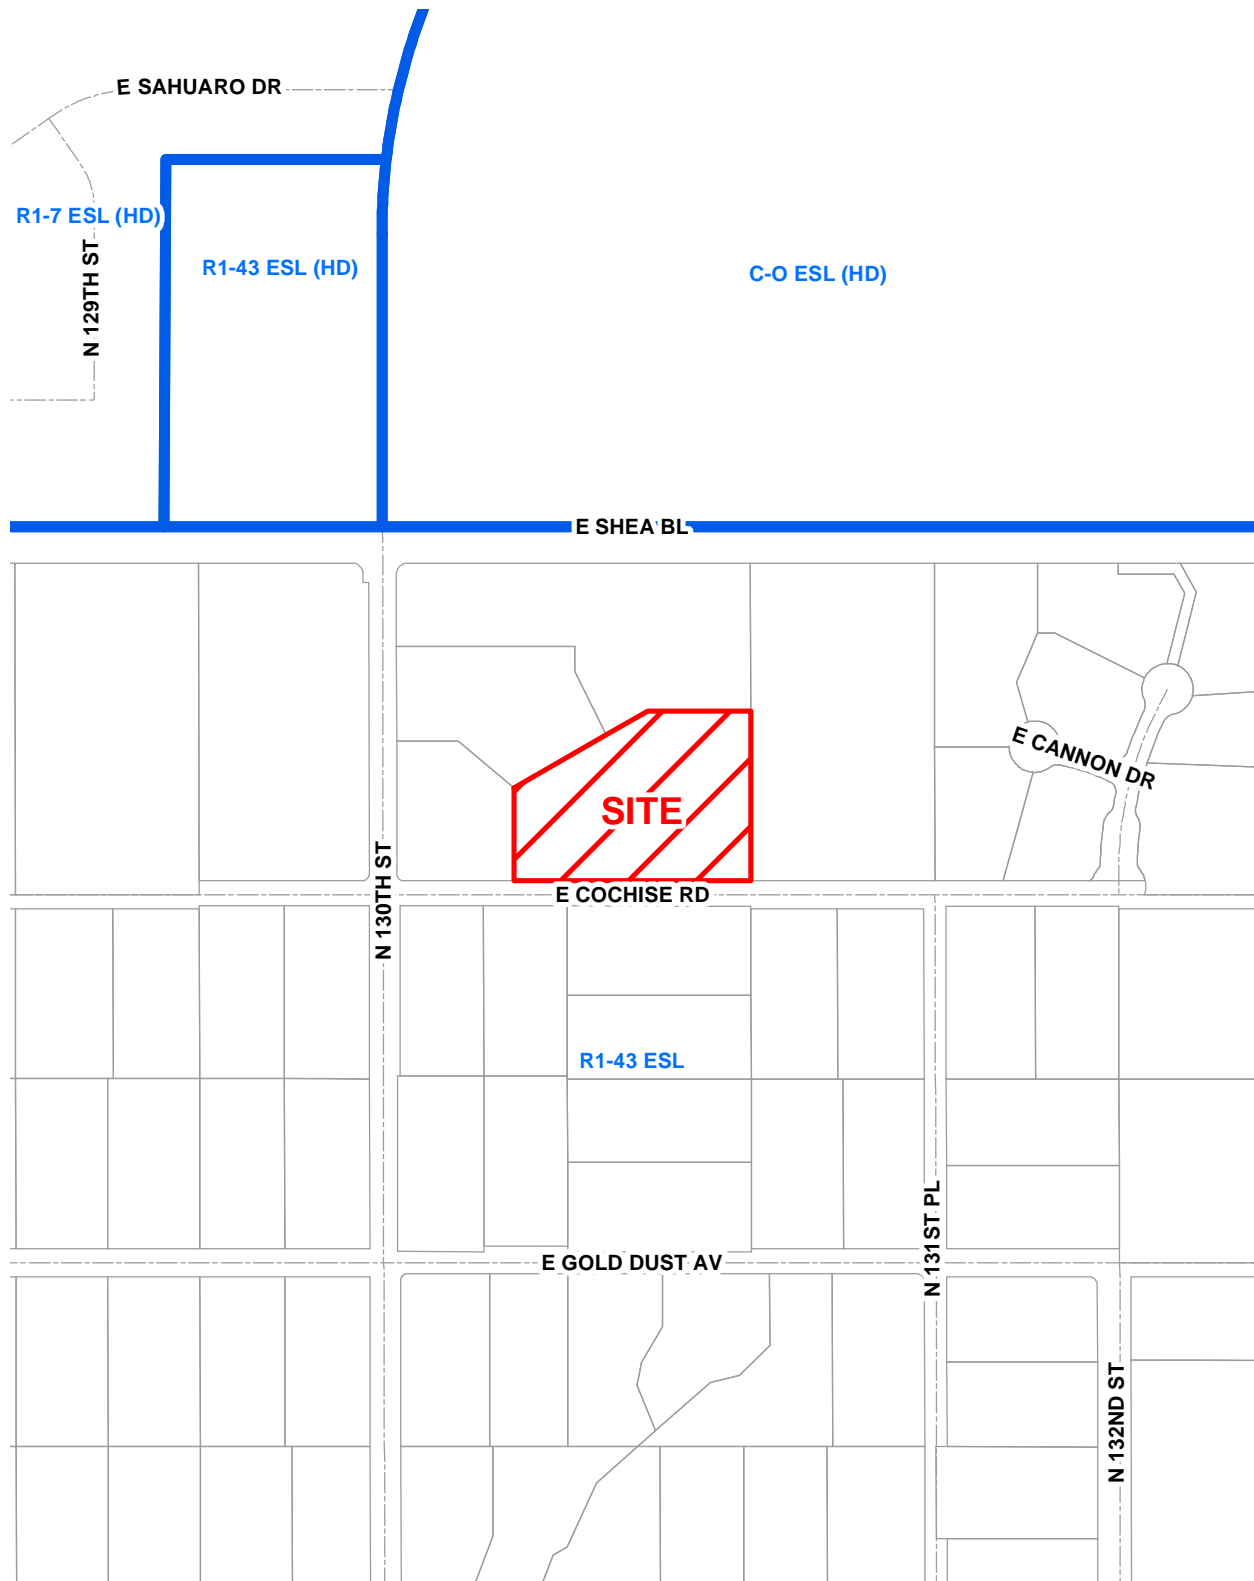 E SAHUARO DR
R1-7 ESL (HD)
N 129TH ST
R1-43 ESL (HD)
C-O ESL (HD)
E SHEA BL
E CANNON DR
SITE
N 130TH ST
E COCHISE RD
R1-43 ESL
N 131ST PL
E GOLD DUST AV
N 132ND ST